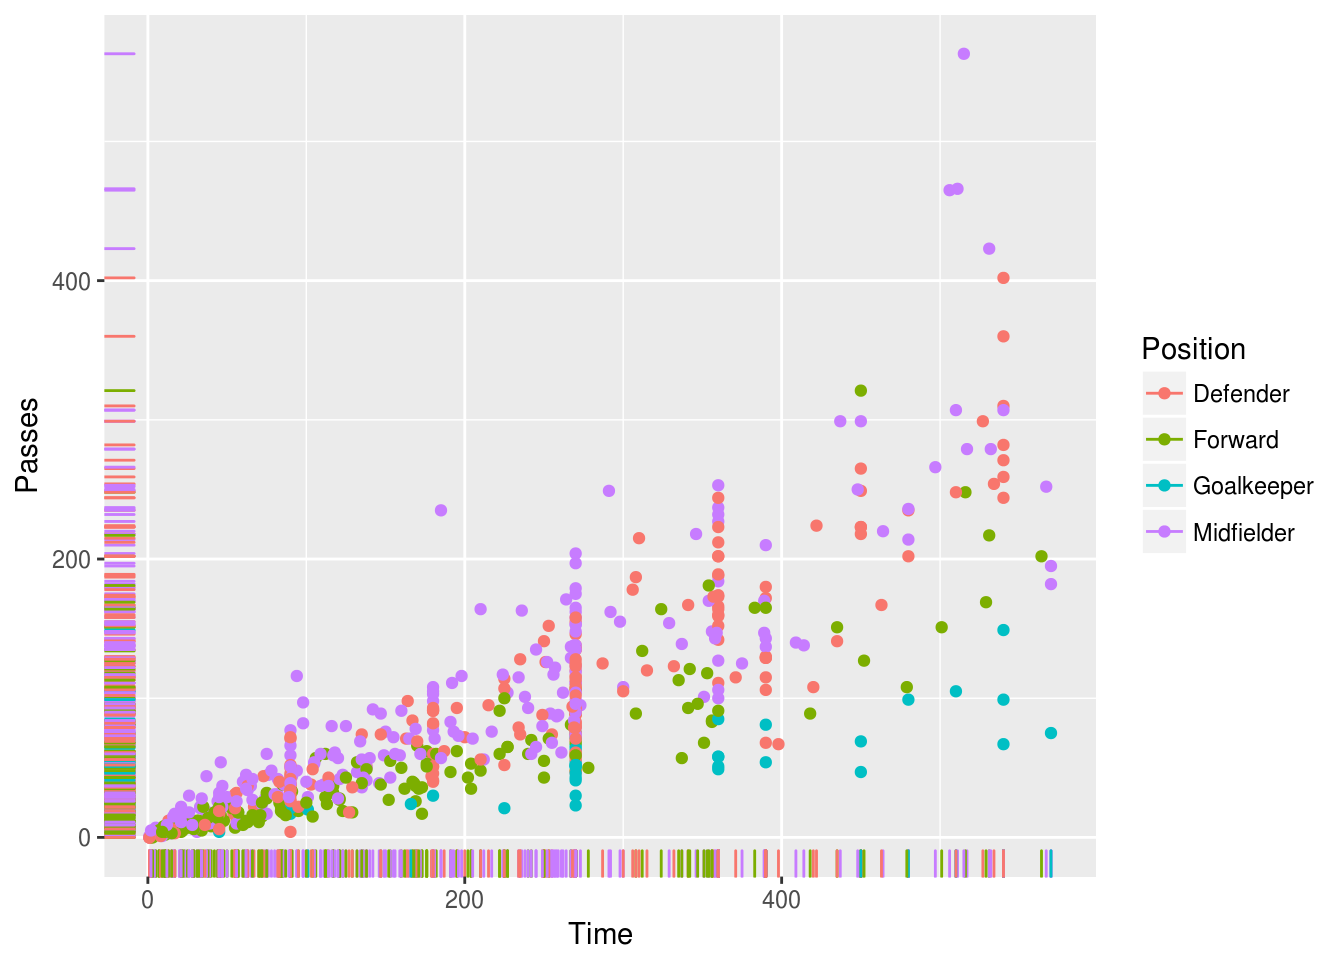 Passes
400
200
0
0
200
400
Time
Position
Defender
Forward
Goalkeeper
Midfielder